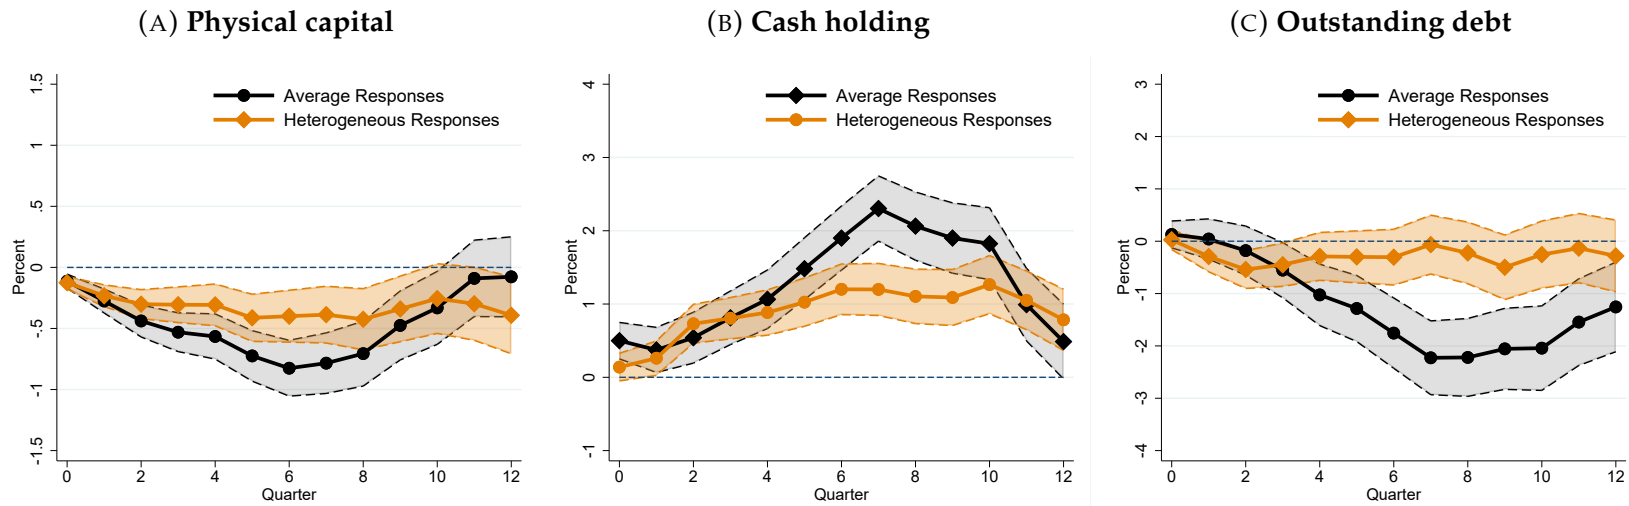 (A) Physical capital
1.5
1
.5
0
-.5
-1
-1.5
Percent
Average Responses
Heterogeneous Responses
0 2 4 6 8 10 12
Quarter
(B) Cash holding
4
3
2
1
0
-1
Percent
Average Responses
Heterogeneous Responses
0 2 4 6 8 10 12
Quarter
(C) Outstanding debt
3
2
1
0
-1
-2
-3
-4
Percent
Average Responses
Heterogeneous Responses
0 2 4 6 8 10 12
Quarter